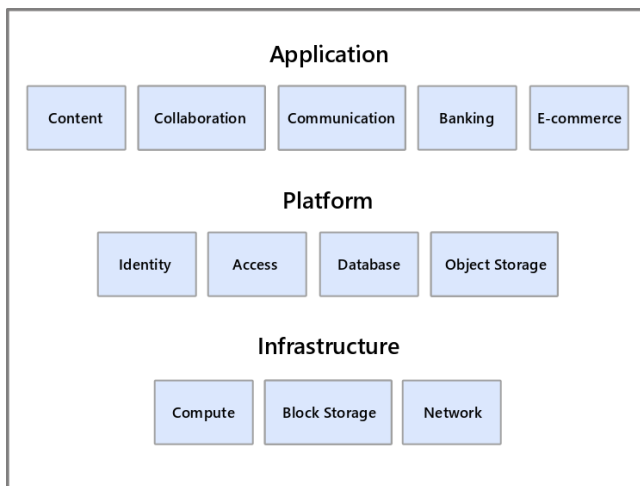 Application
Content
Collaboration
Communication
Banking
E-commerce
Platform
Identity
Access
Database
Object Storage
Infrastructure
Compute
Block Storage
Network